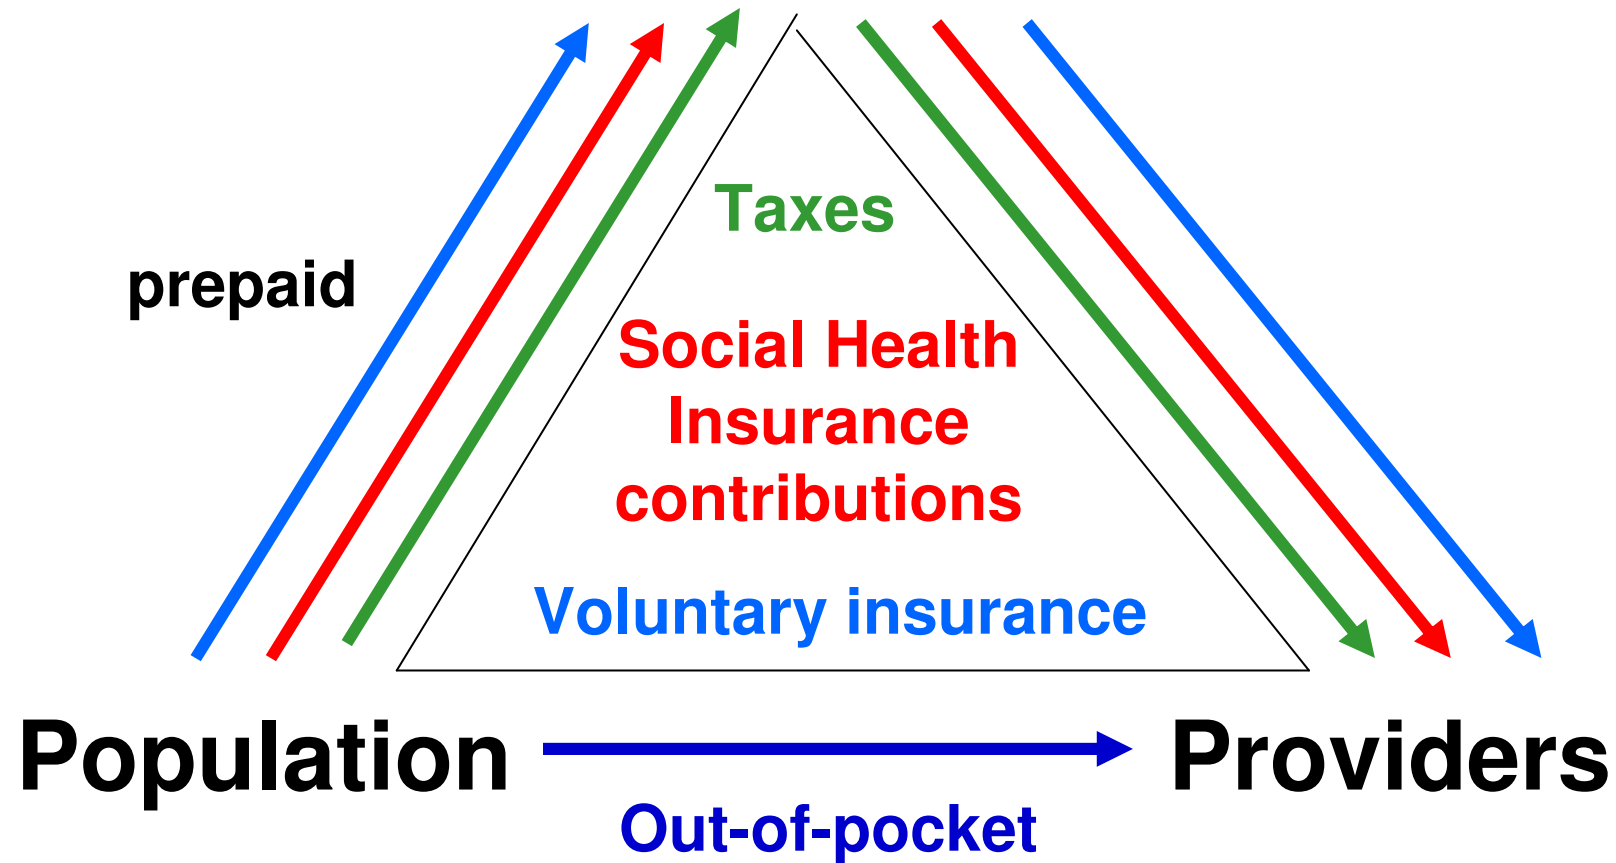 Taxes
prepaid
Social Health
Insurance
contributions
Voluntary insurance
Population
Providers
Out-of-pocket